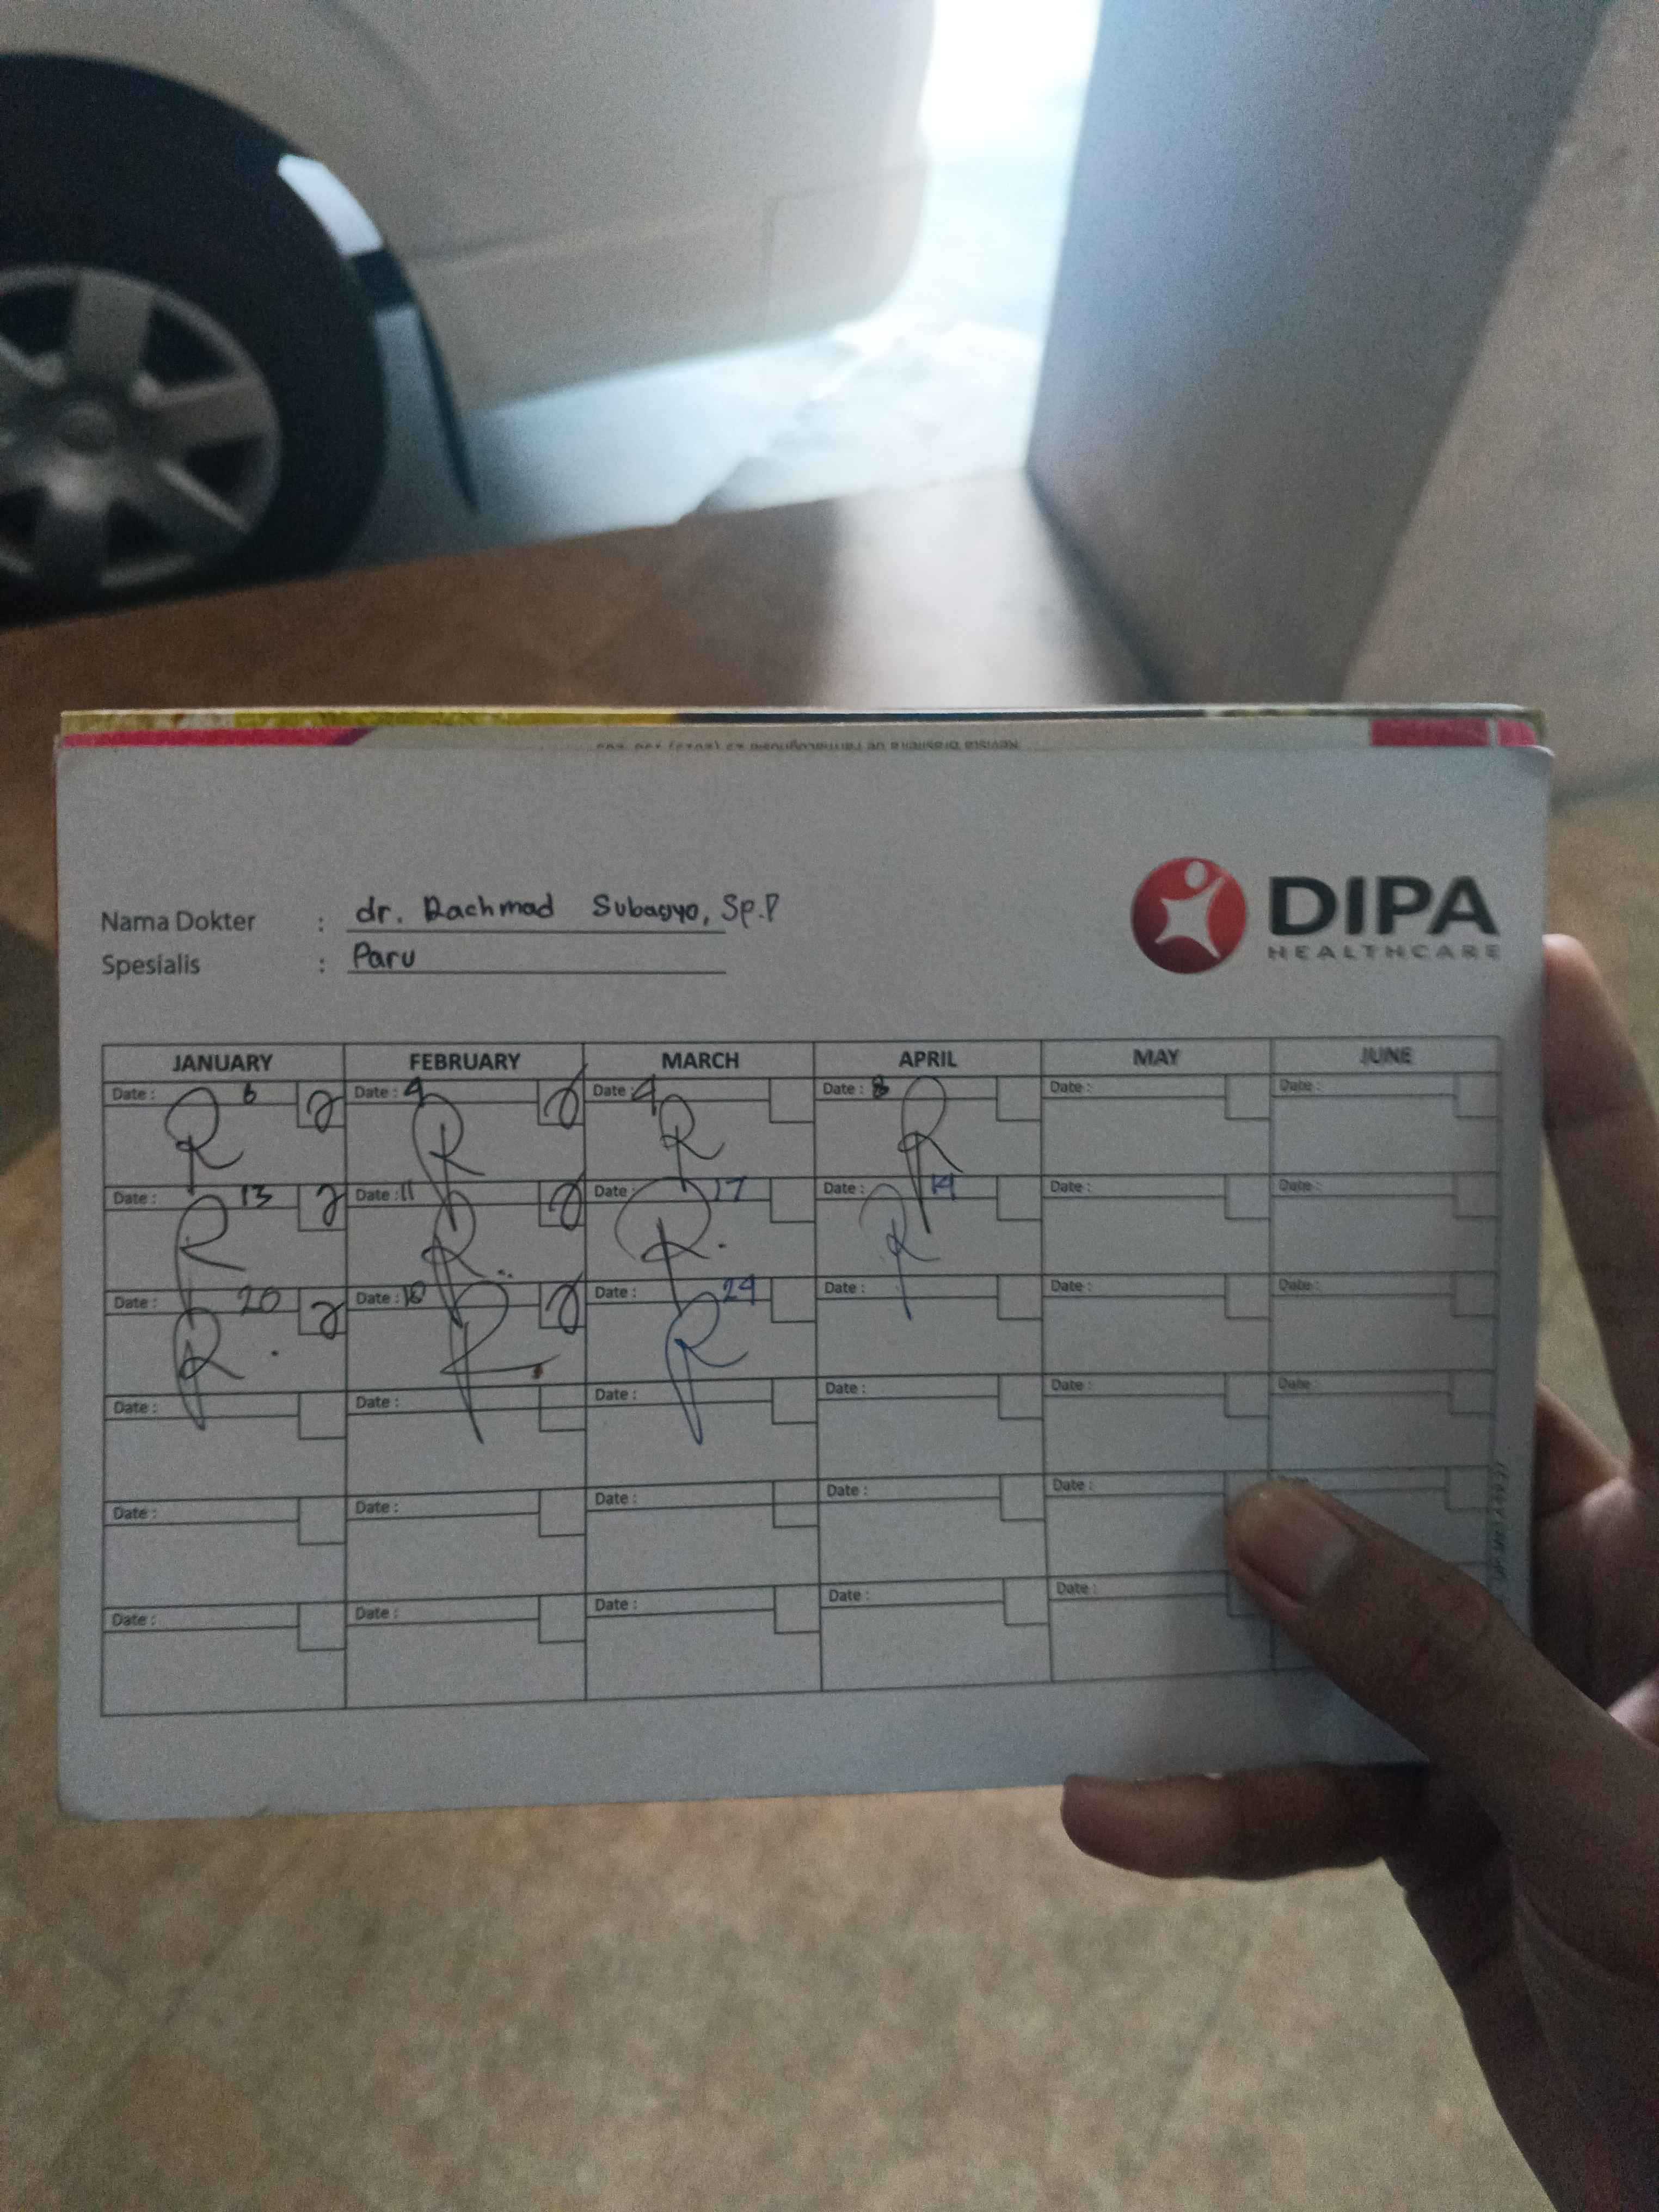 Nama Dokter : dr. Rachmad Subagyo, Sp.P
Spesialis : Paru
DIPA
HEALTHCARE
JANUARY FEBRUARY MARCH APRIL MAY JUNE
Date : 6 Date : 4 Date : 4 Date : 8 Date : Date :
Date : 13 Date : 11 Date : 17 Date : 14 Date : Date :
Date : 20 Date : 18 Date : 24 Date : Date : Date :
Date : Date : Date : Date : Date : Date :
Date : Date : Date : Date : Date :
Date : Date : Date : Date : Date :